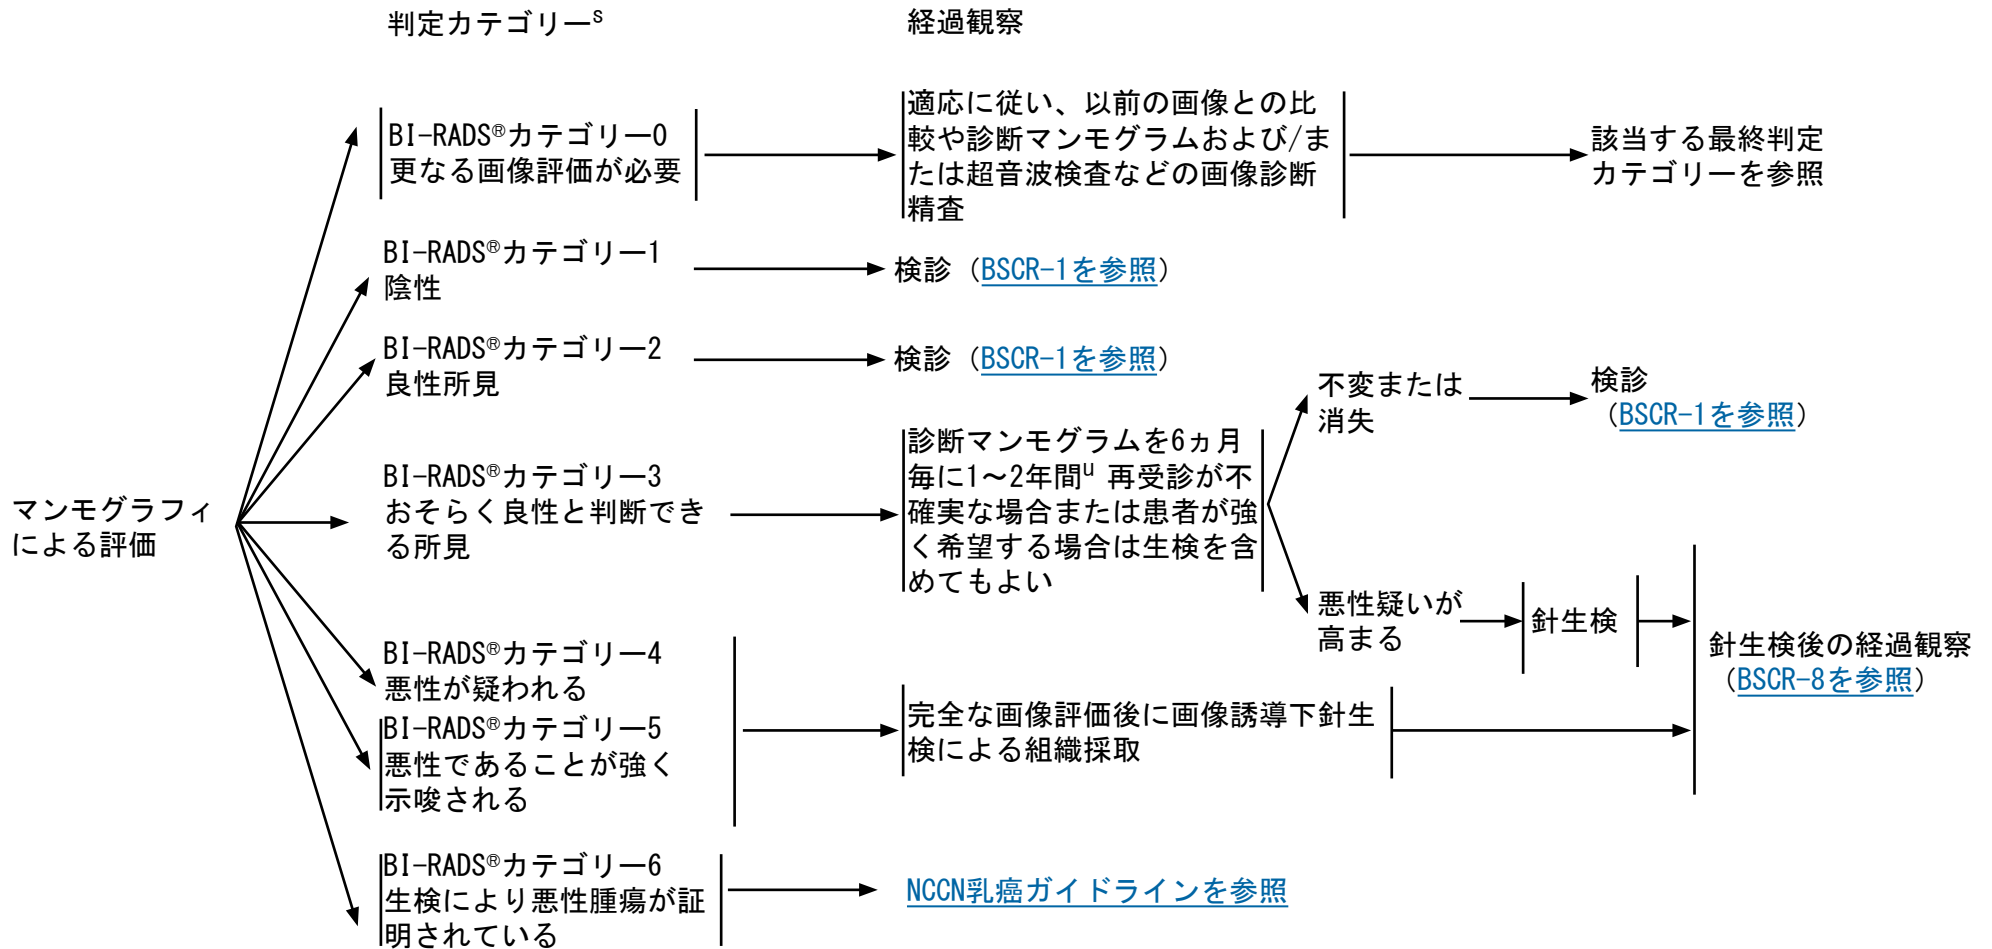 判定カテゴリーs
経過観察
BI-RADS®カテゴリー0
更なる画像評価が必要
適応に従い、以前の画像との比
較や診断マンモグラムおよび/ま
たは超音波検査などの画像診断
精査
該当する最終判定
カテゴリーを参照
BI-RADS®カテゴリー1
陰性
検診（BSCR-1を参照）
BI-RADS®カテゴリー2
良性所見
検診（BSCR-1を参照）
マンモグラフィ
による評価
BI-RADS®カテゴリー3
おそらく良性と判断でき
る所見
診断マンモグラムを6ヵ月
毎に1～2年間u 再受診が不
確実な場合または患者が強
く希望する場合は生検を含
めてもよい
不変または
消失
検診
（BSCR-1を参照）
悪性疑いが
高まる
針生検
針生検後の経過観察
（BSCR-8を参照）
BI-RADS®カテゴリー4
悪性が疑われる
BI-RADS®カテゴリー5
悪性であることが強く
示唆される
完全な画像評価後に画像誘導下針生
検による組織採取
BI-RADS®カテゴリー6
生検により悪性腫瘍が証
明されている
NCCN乳癌ガイドラインを参照